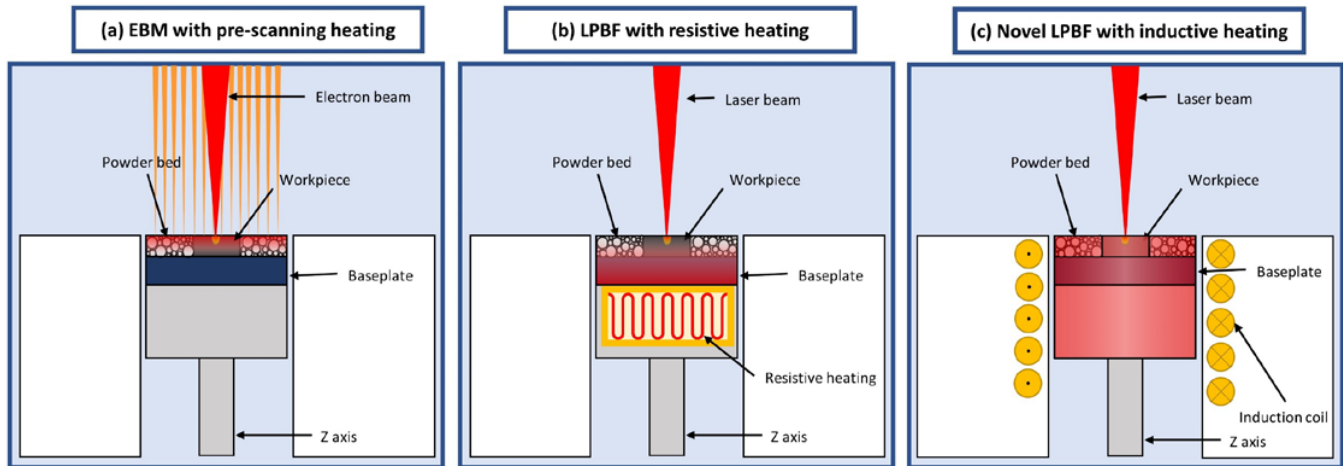 (a) EBM with pre-scanning heating
Electron beam
Powder bed
Workpiece
Baseplate
Z axis
(b) LPBF with resistive heating
Laser beam
Powder bed
Workpiece
Baseplate
Resistive heating
Z axis
(c) Novel LPBF with inductive heating
Laser beam
Powder bed
Workpiece
Baseplate
Induction coil
Z axis